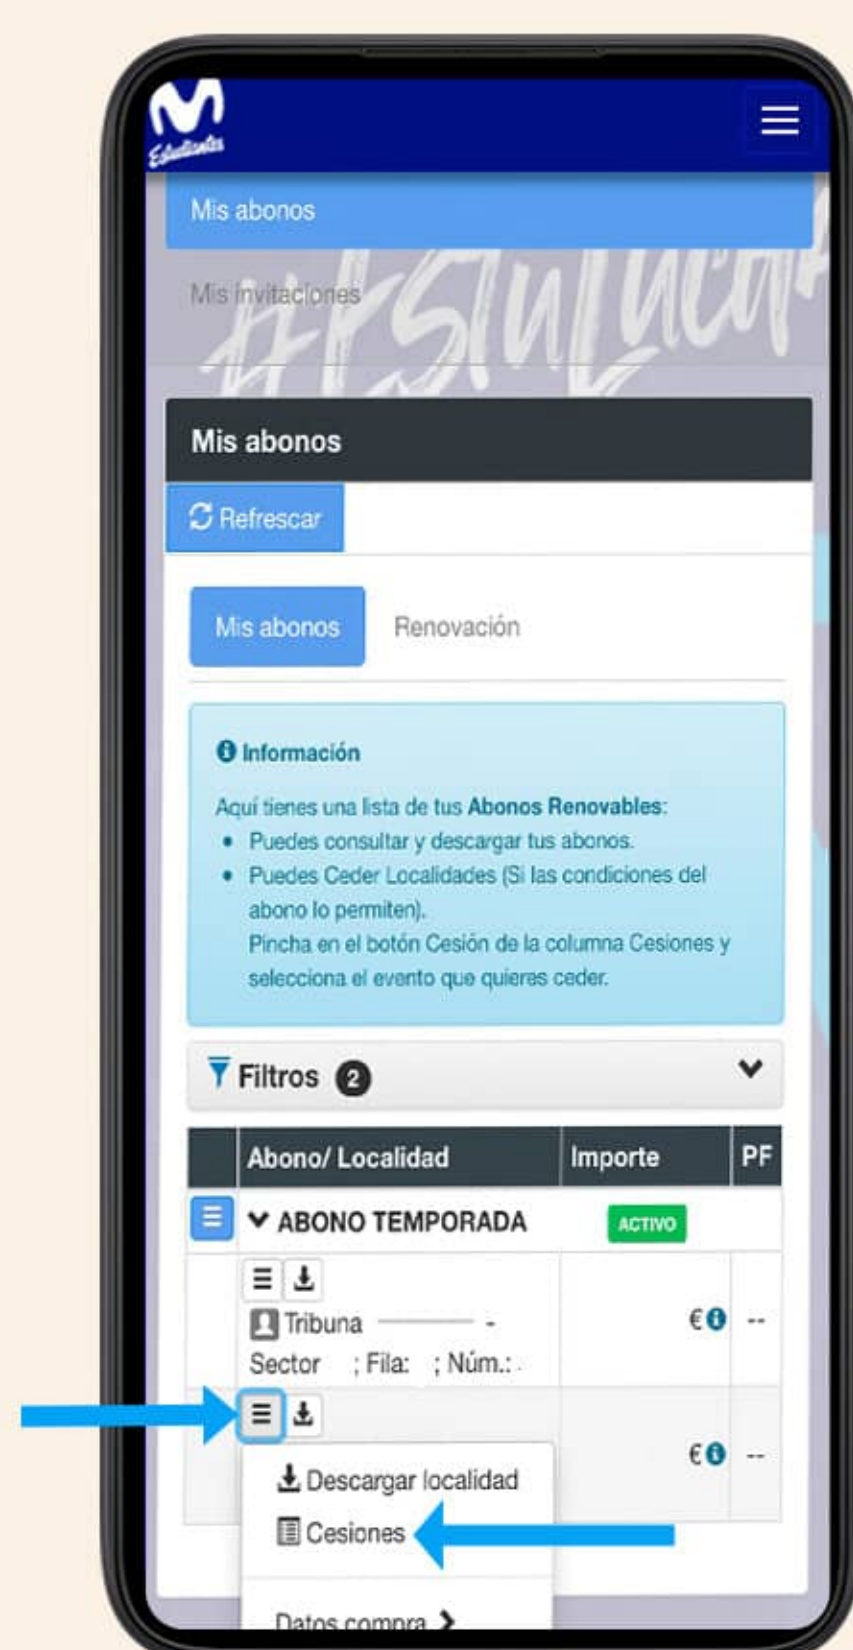 Estudiantes
Mis abonos
Mis invitaciones
#EStuLucha
Mis abonos
Refrescar
Mis abonos Renovación
Información
Aquí tienes una lista de tus Abonos Renovables:
• Puedes consultar y descargar tus abonos.
• Puedes Ceder Localidades (Si las condiciones del
abono lo permiten).
Pincha en el botón Cesión de la columna Cesiones y
selecciona el evento que quieres ceder.
Filtros 2
Abono/ Localidad Importe PF
ABONO TEMPORADA ACTIVO
Tribuna - € --
Sector ; Fila: ; Núm.: .
€ --
Descargar localidad
Cesiones
Datos compra